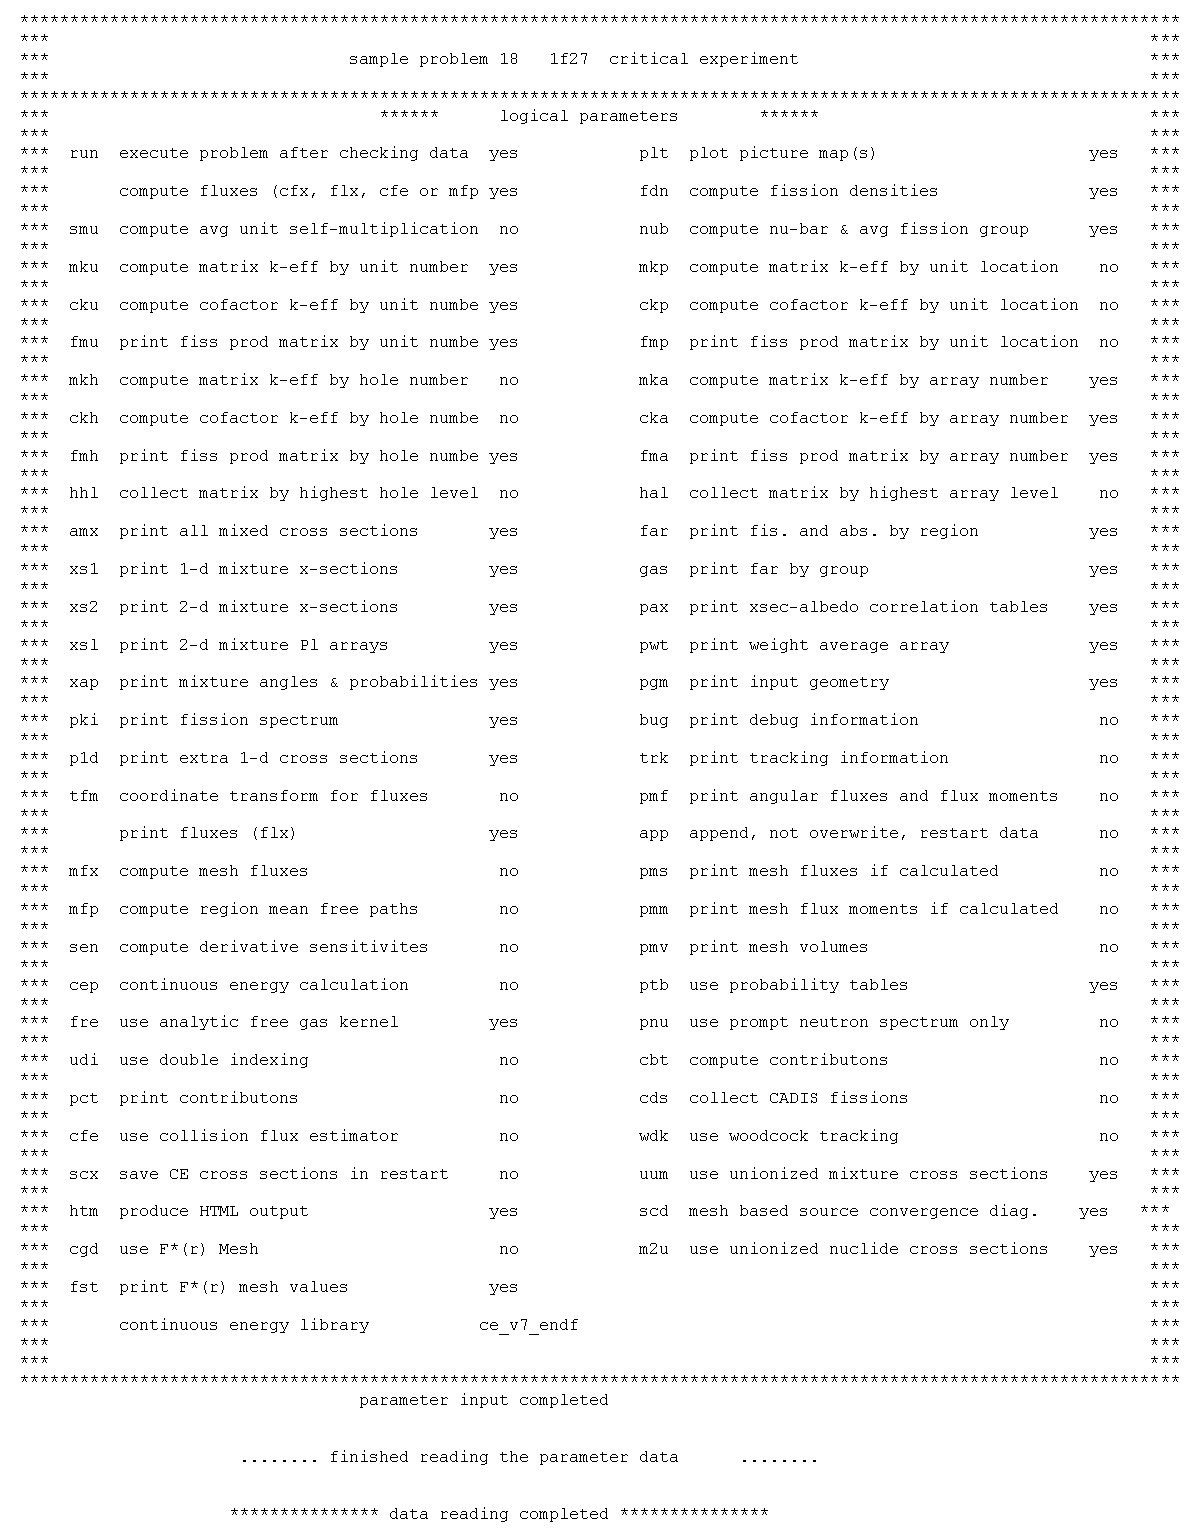 ********************************************************************************************************************
***                                                                                                              ***
***                              sample problem 18   1f27  critical experiment                                   ***
***                                                                                                              ***
********************************************************************************************************************
***                                 ******      logical parameters        ******                                 ***
***                                                                                                              ***
***  run  execute problem after checking data  yes            plt  plot picture map(s)                     yes   ***
***                                                                                                              ***
***       compute fluxes (cfx, flx, cfe or mfp yes            fdn  compute fission densities               yes   ***
***                                                                                                              ***
***  smu  compute avg unit self-multiplication  no            nub  compute nu-bar & avg fission group      yes   ***
***                                                                                                              ***
***  mku  compute matrix k-eff by unit number  yes            mkp  compute matrix k-eff by unit location    no   ***
***                                                                                                              ***
***  cku  compute cofactor k-eff by unit numbe yes            ckp  compute cofactor k-eff by unit location  no   ***
***                                                                                                              ***
***  fmu  print fiss prod matrix by unit numbe yes            fmp  print fiss prod matrix by unit location  no   ***
***                                                                                                              ***
***  mkh  compute matrix k-eff by hole number   no            mka  compute matrix k-eff by array number    yes   ***
***                                                                                                              ***
***  ckh  compute cofactor k-eff by hole numbe  no            cka  compute cofactor k-eff by array number  yes   ***
***                                                                                                              ***
***  fmh  print fiss prod matrix by hole numbe yes            fma  print fiss prod matrix by array number  yes   ***
***                                                                                                              ***
***  hhl  collect matrix by highest hole level  no            hal  collect matrix by highest array level    no   ***
***                                                                                                              ***
***  amx  print all mixed cross sections       yes            far  print fis. and abs. by region           yes   ***
***                                                                                                              ***
***  xs1  print 1-d mixture x-sections         yes            gas  print far by group                      yes   ***
***                                                                                                              ***
***  xs2  print 2-d mixture x-sections         yes            pax  print xsec-albedo correlation tables    yes   ***
***                                                                                                              ***
***  xsl  print 2-d mixture Pl arrays          yes            pwt  print weight average array              yes   ***
***                                                                                                              ***
***  xap  print mixture angles & probabilities yes            pgm  print input geometry                    yes   ***
***                                                                                                              ***
***  pki  print fission spectrum               yes            bug  print debug information                  no   ***
***                                                                                                              ***
***  p1d  print extra 1-d cross sections       yes            trk  print tracking information               no   ***
***                                                                                                              ***
***  tfm  coordinate transform for fluxes       no            pmf  print angular fluxes and flux moments    no   ***
***                                                                                                              ***
***       print fluxes (flx)                   yes            app  append, not overwrite, restart data      no   ***
***                                                                                                              ***
***  mfx  compute mesh fluxes                   no            pms  print mesh fluxes if calculated          no   ***
***                                                                                                              ***
***  mfp  compute region mean free paths        no            pmm  print mesh flux moments if calculated    no   ***
***                                                                                                              ***
***  sen  compute derivative sensitivites       no            pmv  print mesh volumes                       no   ***
***                                                                                                              ***
***  cep  continuous energy calculation         no            ptb  use probability tables                  yes   ***
***                                                                                                              ***
***  fre  use analytic free gas kernel         yes            pnu  use prompt neutron spectrum only         no   ***
***                                                                                                              ***
***  udi  use double indexing                   no            cbt  compute contributons                     no   ***
***                                                                                                              ***
***  pct  print contributons                    no            cds  collect CADIS fissions                   no   ***
***                                                                                                              ***
***  cfe  use collision flux estimator          no            wdk  use woodcock tracking                    no   ***
***                                                                                                              ***
***  scx  save CE cross sections in restart     no            uum  use unionized mixture cross sections    yes   ***
***                                                                                                              ***
***  htm  produce HTML output                  yes            scd  mesh based source convergence diag.    yes   ***
***                                                                                                              ***
***  cgd  use F*(r) Mesh                        no            m2u  use unionized nuclide cross sections    yes   ***
***                                                                                                              ***
***  fst  print F*(r) mesh values              yes                                                               ***
***                                                                                                              ***
***       continuous energy library           ce_v7_endf                                                         ***
***                                                                                                              ***
***                                                                                                              ***
********************************************************************************************************************
                                  parameter input completed
                      ........ finished reading the parameter data      ........
                     *************** data reading completed ***************